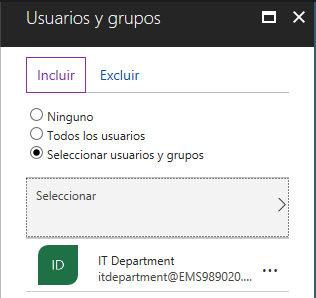 Usuarios y grupos
Incluir Excluir
Ninguno
Todos los usuarios
Seleccionar usuarios y grupos
Seleccionar
ID
IT Department
itdepartment@EMS989020....